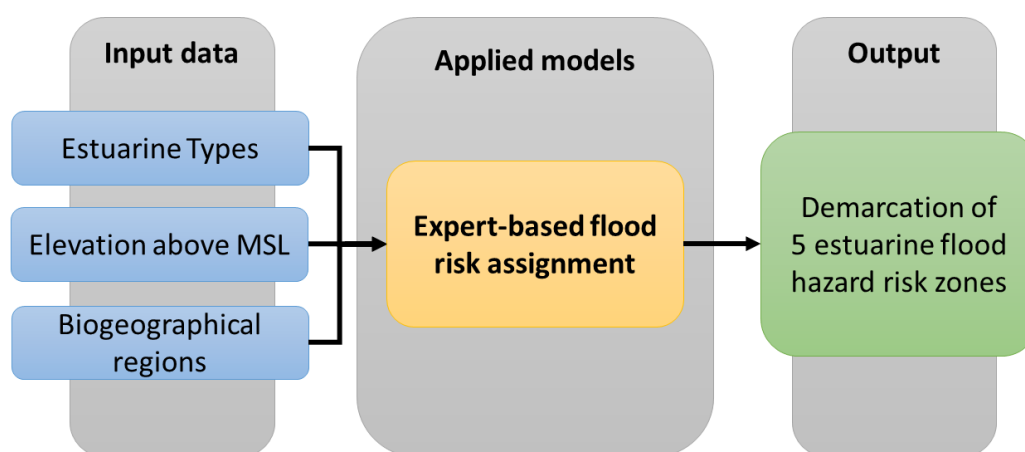 Input data
Estuarine Types
Elevation above MSL
Biogeographical
regions
Applied models
Expert-based flood
risk assignment
Output
Demarcation of
5 estuarine flood
hazard risk zones